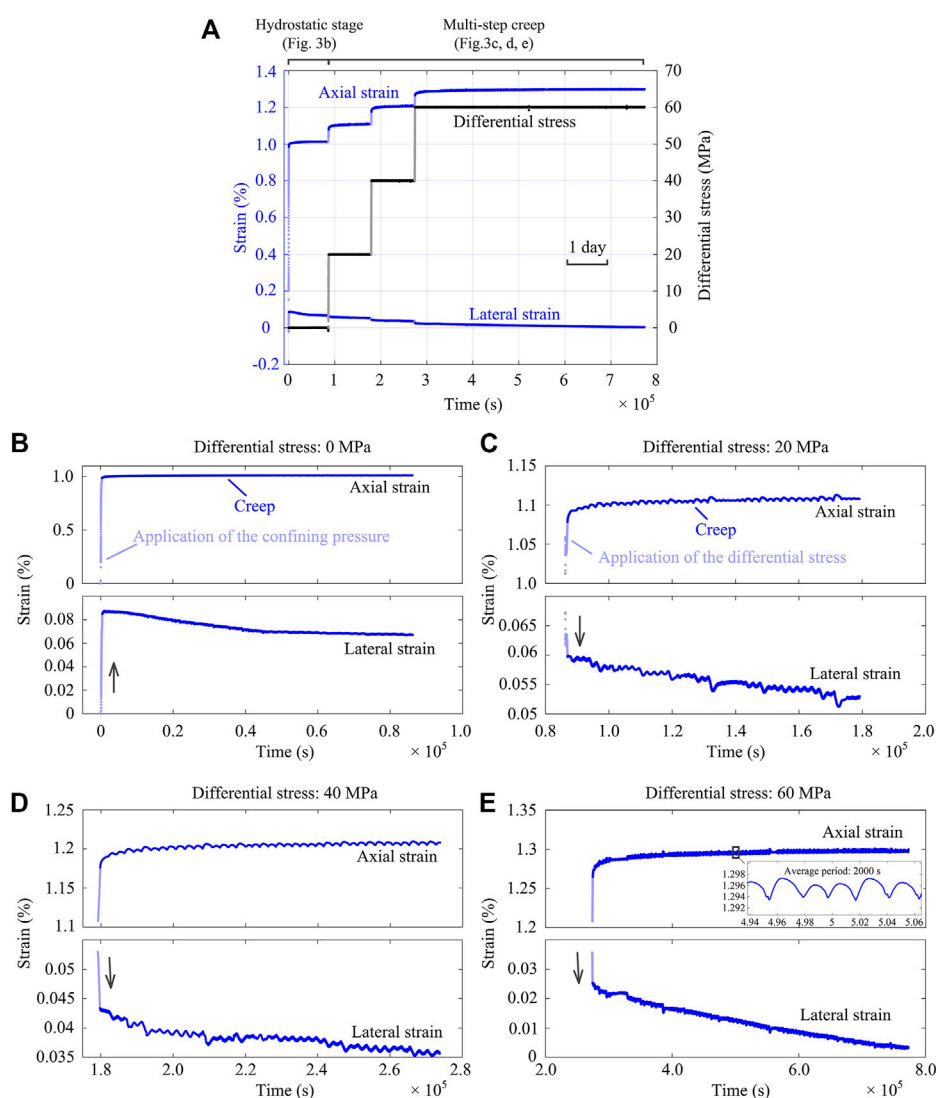 Hydrostatic stage
(Fig. 3b)
Multi-step creep
(Fig.3c, d, e)
A
1.4
1.2
1.0
0.8
0.6
0.4
0.2
0
-0.2
Strain (%)
Axial strain
Differential stress
1 day
Lateral strain
70
60
50
40
30
20
10
0
Differential stress (MPa)
0 1 2 3 4 5 6 7 8
Time (s)
× 10⁵
B
Differential stress: 0 MPa
1.0
0.5
0
Axial strain
Creep
Application of the confining pressure
Strain (%)
0.08
0.06
0.04
0.02
0
Lateral strain
0 0.2 0.4 0.6 0.8 1.0
Time (s)
× 10⁵
C
Differential stress: 20 MPa
1.15
1.10
1.05
1.0
Axial strain
Creep
Application of the differential stress
Strain (%)
0.065
0.06
0.055
0.05
Lateral strain
0.8 1.0 1.2 1.4 1.6 1.8 2.0
Time (s)
× 10⁵
D
Differential stress: 40 MPa
1.25
1.2
1.15
1.1
Axial strain
Strain (%)
0.05
0.045
0.04
0.035
Lateral strain
1.8 2.0 2.2 2.4 2.6 2.8
Time (s)
× 10⁵
E
Differential stress: 60 MPa
1.35
1.3
1.25
1.2
Axial strain
Average period: 2000 s
1.298
1.296
1.294
1.292
4.94 4.96 4.98 5 5.02 5.04 5.06
Strain (%)
0.03
0.02
0.01
0
Lateral strain
2.0 4.0 6.0 8.0
Time (s)
× 10⁵